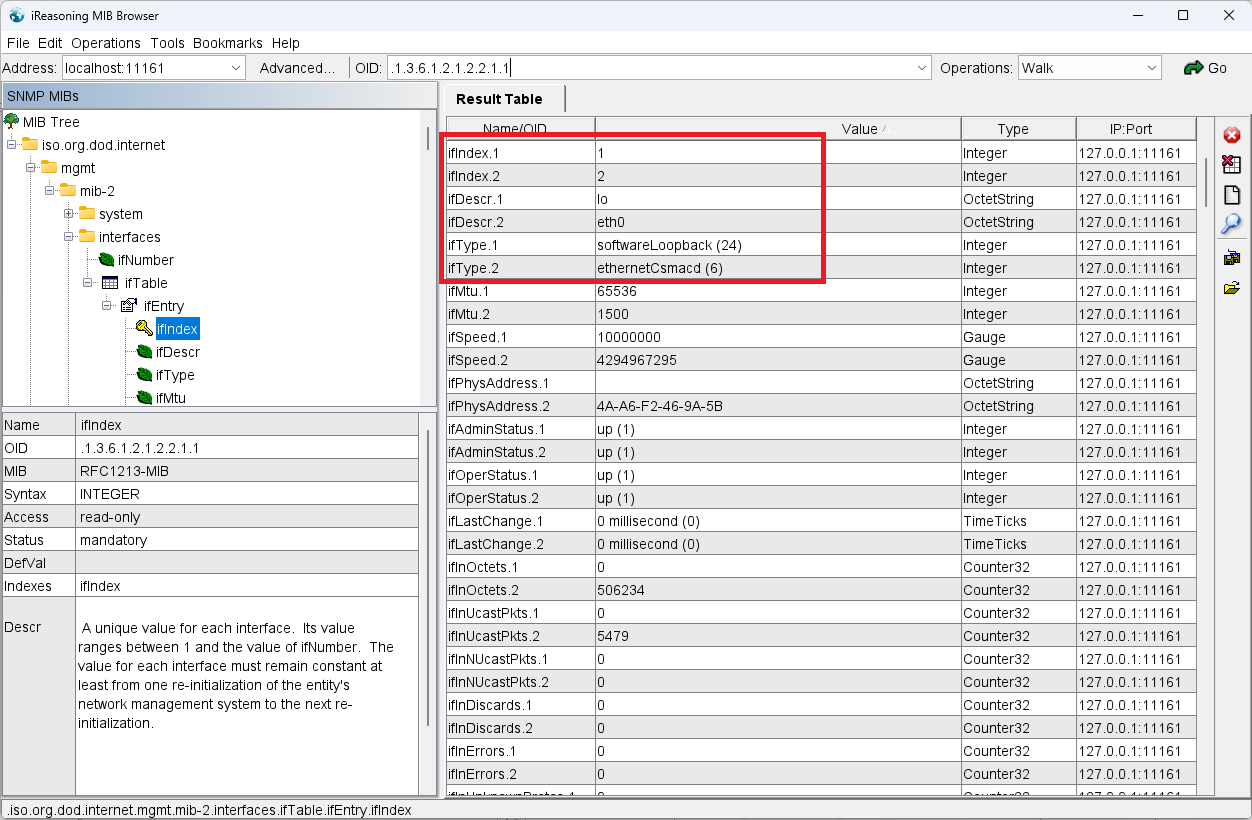 iReasoning MIB Browser
File Edit Operations Tools Bookmarks Help
Address: localhost:11161 Advanced... OID: .1.3.6.1.2.1.2.2.1.1 Operations: Walk Go
SNMP MIBs
MIB Tree
iso.org.dod.internet
mgmt
mib-2
system
interfaces
ifNumber
ifTable
ifEntry
ifIndex
ifDescr
ifType
ifMtu
Name ifIndex
OID .1.3.6.1.2.1.2.2.1.1
MIB RFC1213-MIB
Syntax INTEGER
Access read-only
Status mandatory
DefVal
Indexes ifIndex
Descr A unique value for each interface. Its value
ranges between 1 and the value of ifNumber. The
value for each interface must remain constant at
least from one re-initialization of the entity's
network management system to the next re-
initialization.
Result Table
Name/OID Value Type IP:Port
ifIndex.1 1 Integer 127.0.0.1:11161
ifIndex.2 2 Integer 127.0.0.1:11161
ifDescr.1 lo OctetString 127.0.0.1:11161
ifDescr.2 eth0 OctetString 127.0.0.1:11161
ifType.1 softwareLoopback (24) Integer 127.0.0.1:11161
ifType.2 ethernetCsmacd (6) Integer 127.0.0.1:11161
ifMtu.1 65536 Integer 127.0.0.1:11161
ifMtu.2 1500 Integer 127.0.0.1:11161
ifSpeed.1 10000000 Gauge 127.0.0.1:11161
ifSpeed.2 4294967295 Gauge 127.0.0.1:11161
ifPhysAddress.1 OctetString 127.0.0.1:11161
ifPhysAddress.2 4A-A6-F2-46-9A-5B OctetString 127.0.0.1:11161
ifAdminStatus.1 up (1) Integer 127.0.0.1:11161
ifAdminStatus.2 up (1) Integer 127.0.0.1:11161
ifOperStatus.1 up (1) Integer 127.0.0.1:11161
ifOperStatus.2 up (1) Integer 127.0.0.1:11161
ifLastChange.1 0 millisecond (0) TimeTicks 127.0.0.1:11161
ifLastChange.2 0 millisecond (0) TimeTicks 127.0.0.1:11161
ifInOctets.1 0 Counter32 127.0.0.1:11161
ifInOctets.2 506234 Counter32 127.0.0.1:11161
ifInUcastPkts.1 0 Counter32 127.0.0.1:11161
ifInUcastPkts.2 5479 Counter32 127.0.0.1:11161
ifInNUcastPkts.1 0 Counter32 127.0.0.1:11161
ifInNUcastPkts.2 0 Counter32 127.0.0.1:11161
ifInDiscards.1 0 Counter32 127.0.0.1:11161
ifInDiscards.2 0 Counter32 127.0.0.1:11161
ifInErrors.1 0 Counter32 127.0.0.1:11161
ifInErrors.2 0 Counter32 127.0.0.1:11161
.iso.org.dod.internet.mgmt.mib-2.interfaces.ifTable.ifEntry.ifIndex